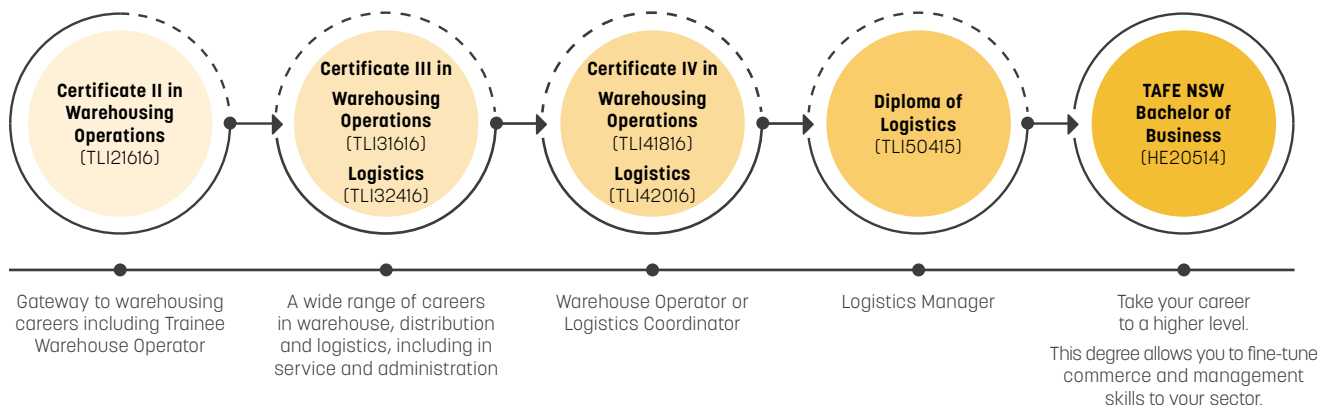 Certificate II in
Warehousing
Operations
(TLI21616)
Certificate III in
Warehousing
Operations
(TLI31616)
Logistics
(TLI32416)
Certificate IV in
Warehousing
Operations
(TLI41816)
Logistics
(TLI42016)
Diploma of
Logistics
(TLI50415)
TAFE NSW
Bachelor of
Business
(HE20514)
Gateway to warehousing
careers including Trainee
Warehouse Operator
A wide range of careers
in warehouse, distribution
and logistics, including in
service and administration
Warehouse Operator or
Logistics Coordinator
Logistics Manager
Take your career
to a higher level.
This degree allows you to fine-tune
commerce and management
skills to your sector.